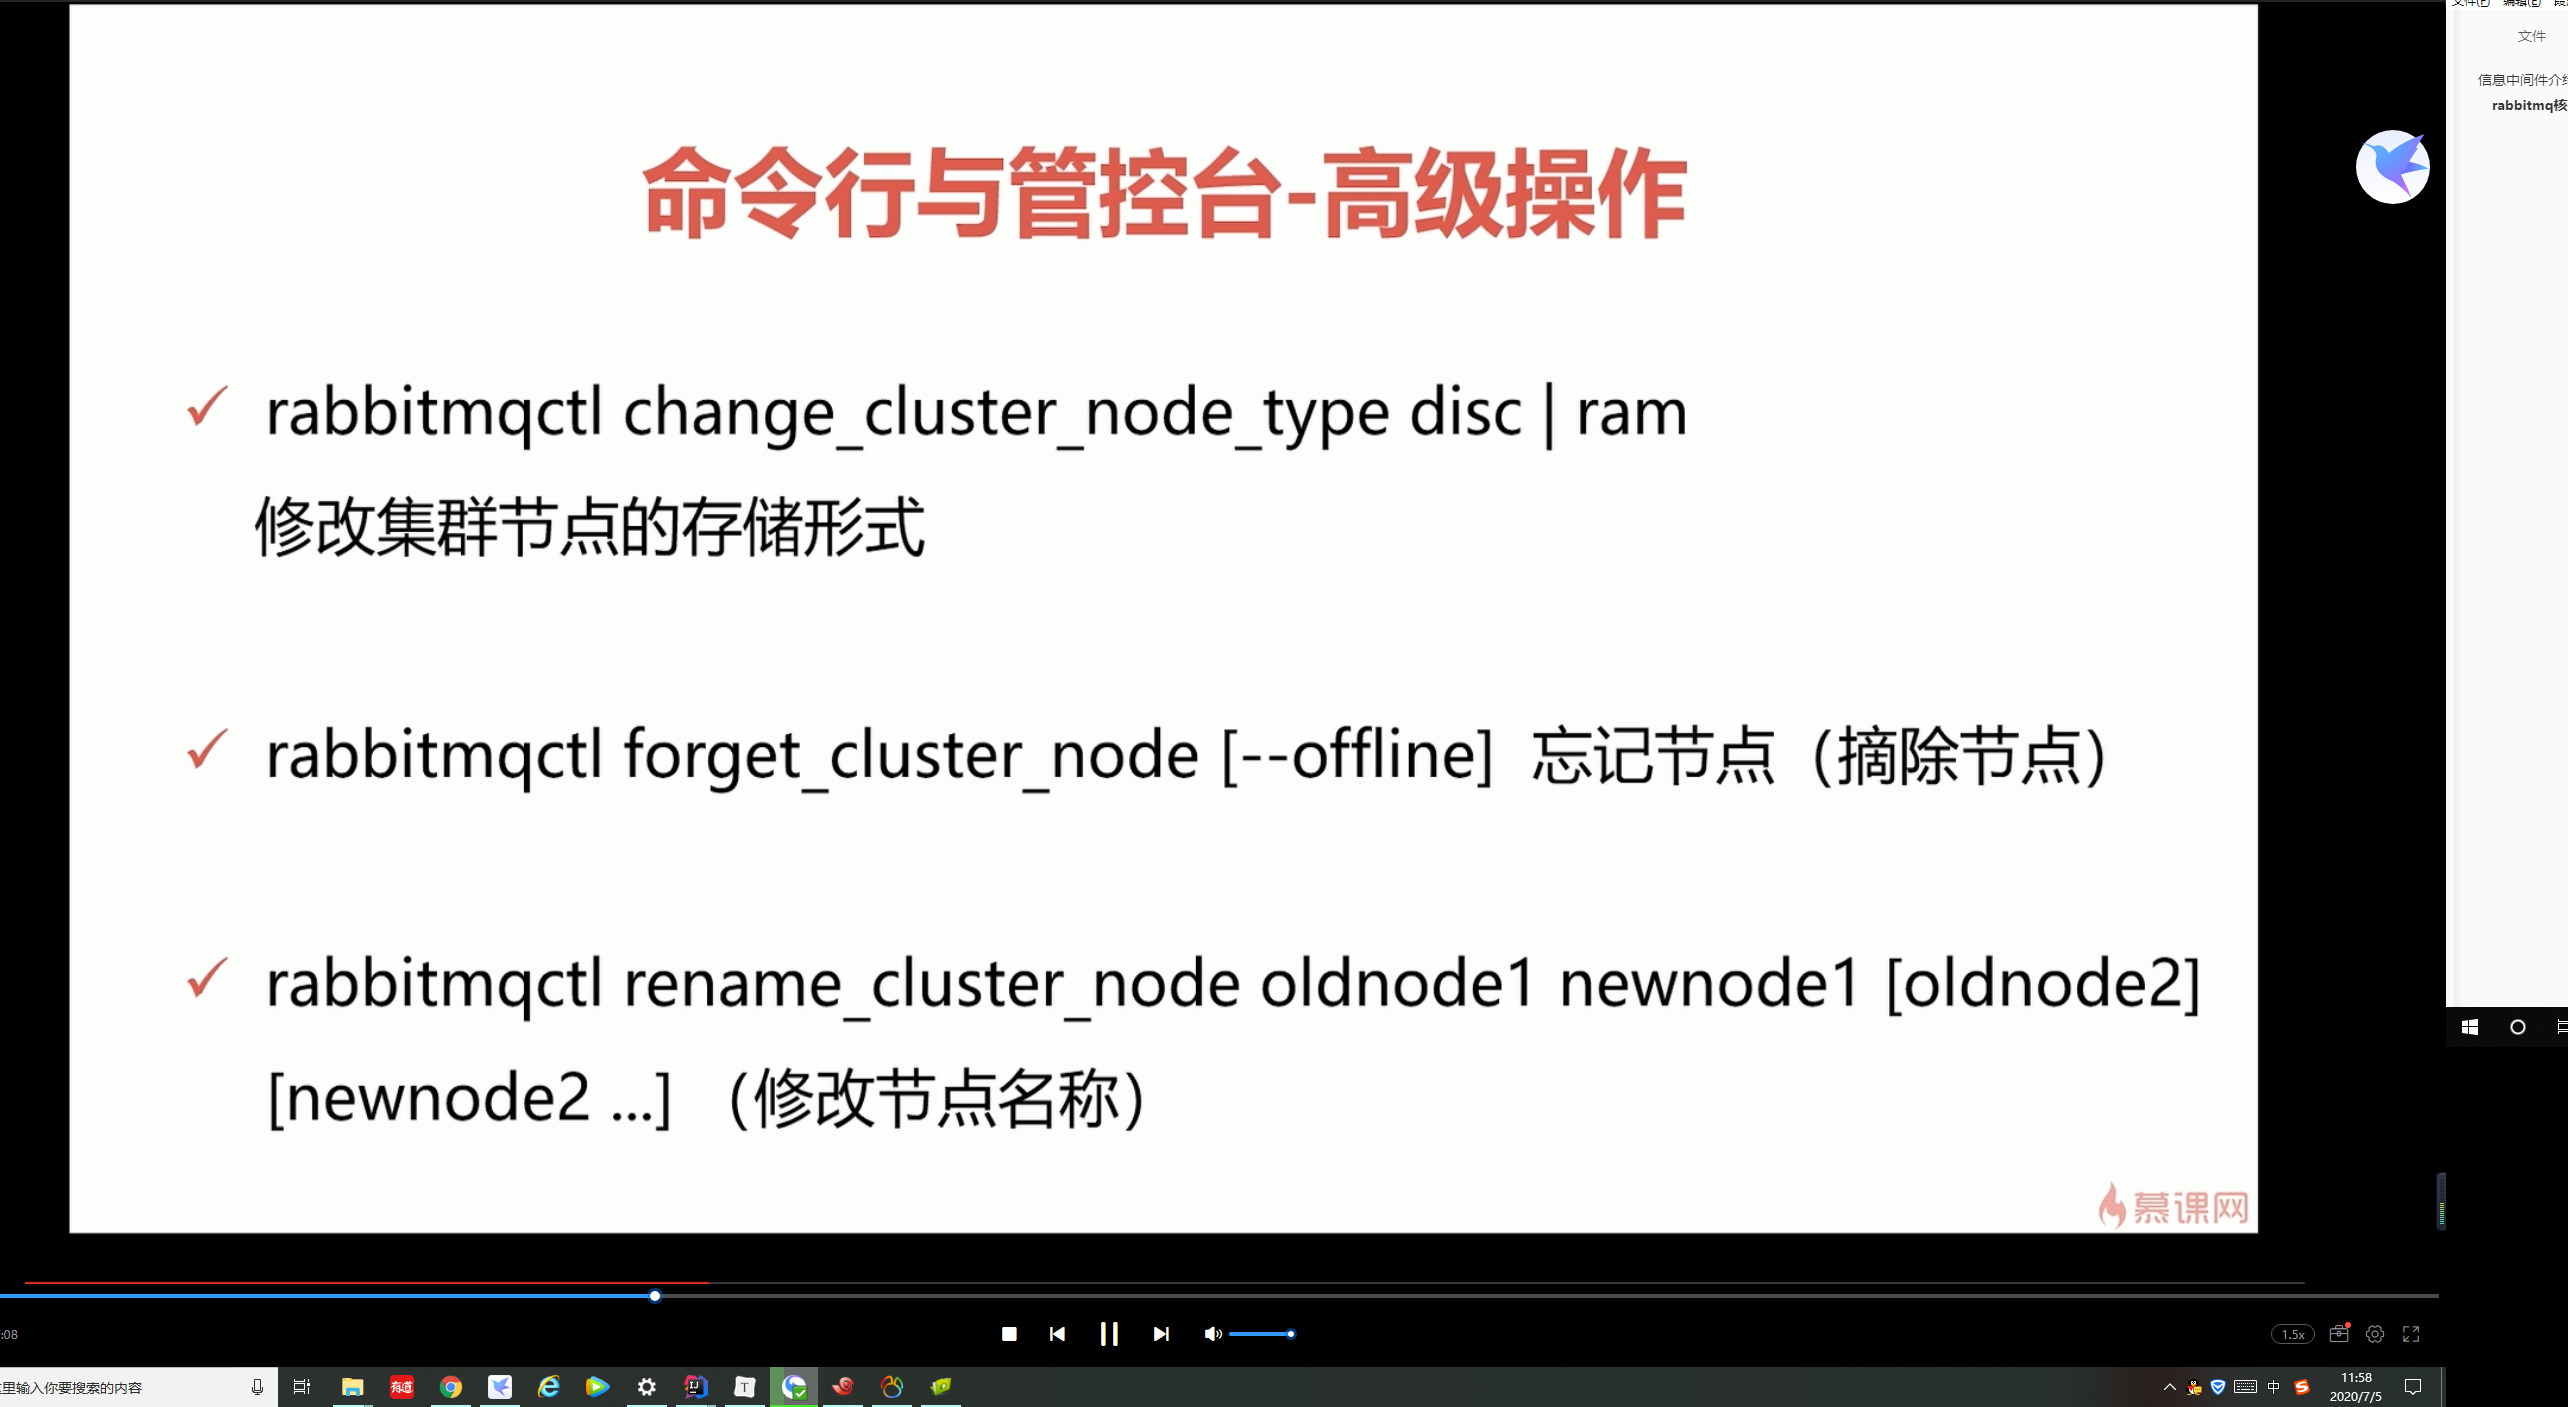 命令行与管控台-高级操作
rabbitmqctl change_cluster_node_type disc | ram
修改集群节点的存储形式
rabbitmqctl forget_cluster_node [--offline] 忘记节点（摘除节点）
rabbitmqctl rename_cluster_node oldnode1 newnode1 [oldnode2]
[newnode2 ...] （修改节点名称）
慕课网
文件
信息中间件介
rabbitmq核
:08
1.5x
里输入你要搜索的内容
有道
中
11:58
2020/7/5